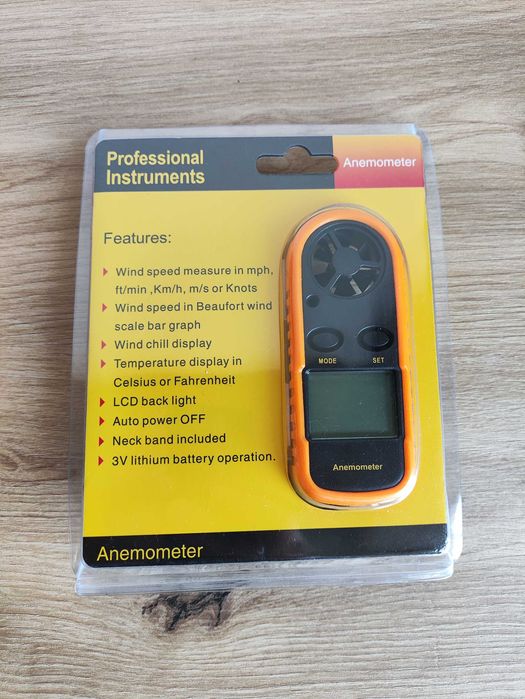 Professional
Instruments
Anemometer
Features:
Wind speed measure in mph,
ft/min ,Km/h, m/s or Knots
Wind speed in Beaufort wind
scale bar graph
Wind chill display
Temperature display in
Celsius or Fahrenheit
LCD back light
Auto power OFF
Neck band included
3V lithium battery operation.
MODE
SET
Anemometer
Anemometer